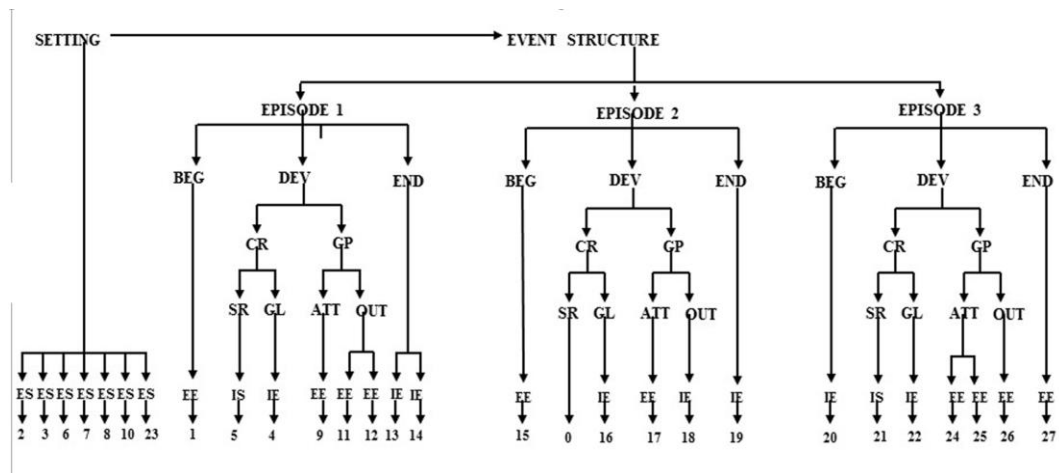 SETTING EVENT STRUCTURE
EPISODE 1 EPISODE 2 EPISODE 3
BEG DEV END BEG DEV END BEG DEV END
CR GP CR GP CR GP
SR GL ATT OUT SR GL ATT OUT SR GL ATT OUT
ES ES ES ES ES ES ES EE IS IE EE EE EE IE IE EE IE EE IE IE IE IS IE EE EE EE EE
2 3 6 7 8 10 23 1 5 4 9 11 12 13 14 15 0 16 17 18 19 20 21 22 24 25 26 27